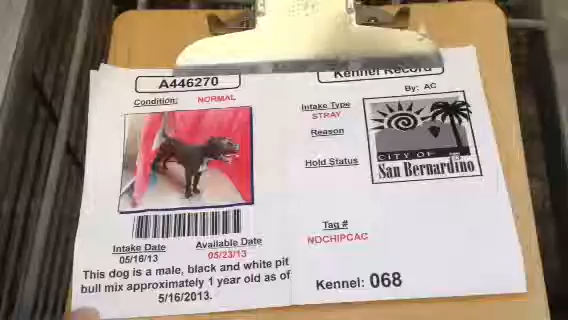 A446270
Condition: NORMAL
Intake Date
05/16/13
Available Date
05/23/13
This dog is a male, black and white pit
bull mix approximately 1 year old as of
5/16/2013.
Kennel Record
By: AC
Intake Type
STRAY
Reason
Hold Status
CITY OF
San Bernardino
Tag #
NOCHIPCAC
Kennel: 068